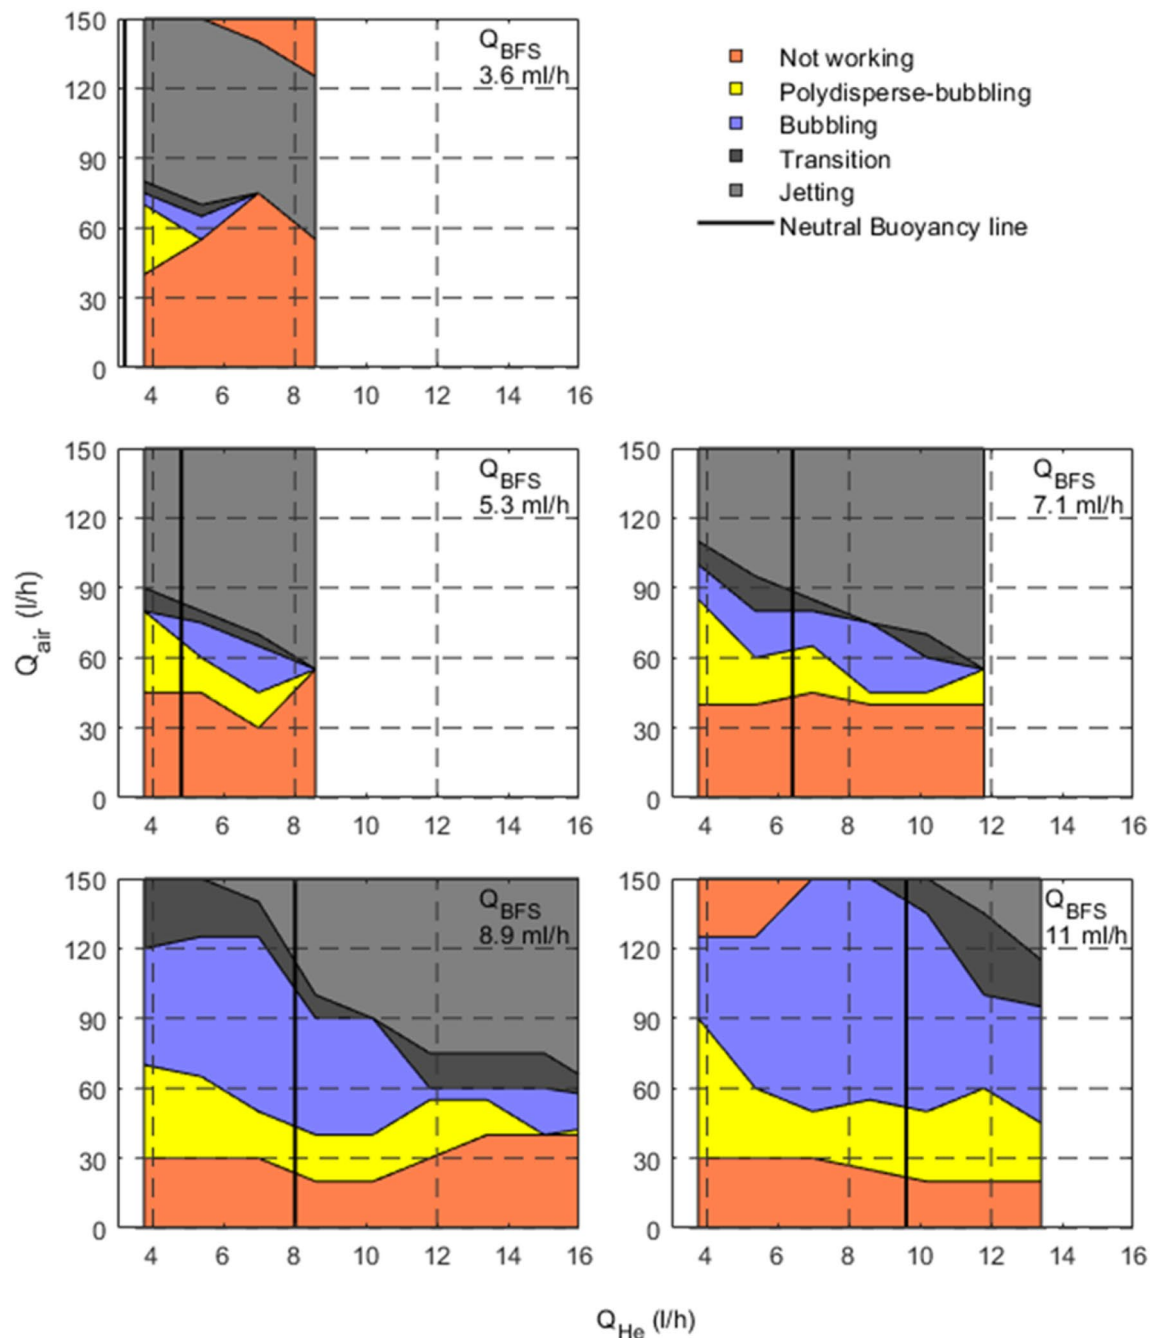 150
120
90
60
30
0
4 6 8 10 12 14 16
Q_BFS
3.6 ml/h
Not working
Polydisperse-bubbling
Bubbling
Transition
Jetting
Neutral Buoyancy line
Q_air (l/h)
150
120
90
60
30
0
4 6 8 10 12 14 16
Q_BFS
5.3 ml/h
150
120
90
60
30
0
4 6 8 10 12 14 16
Q_BFS
7.1 ml/h
150
120
90
60
30
0
4 6 8 10 12 14 16
Q_BFS
8.9 ml/h
150
120
90
60
30
0
4 6 8 10 12 14 16
Q_BFS
11 ml/h
Q_He (l/h)